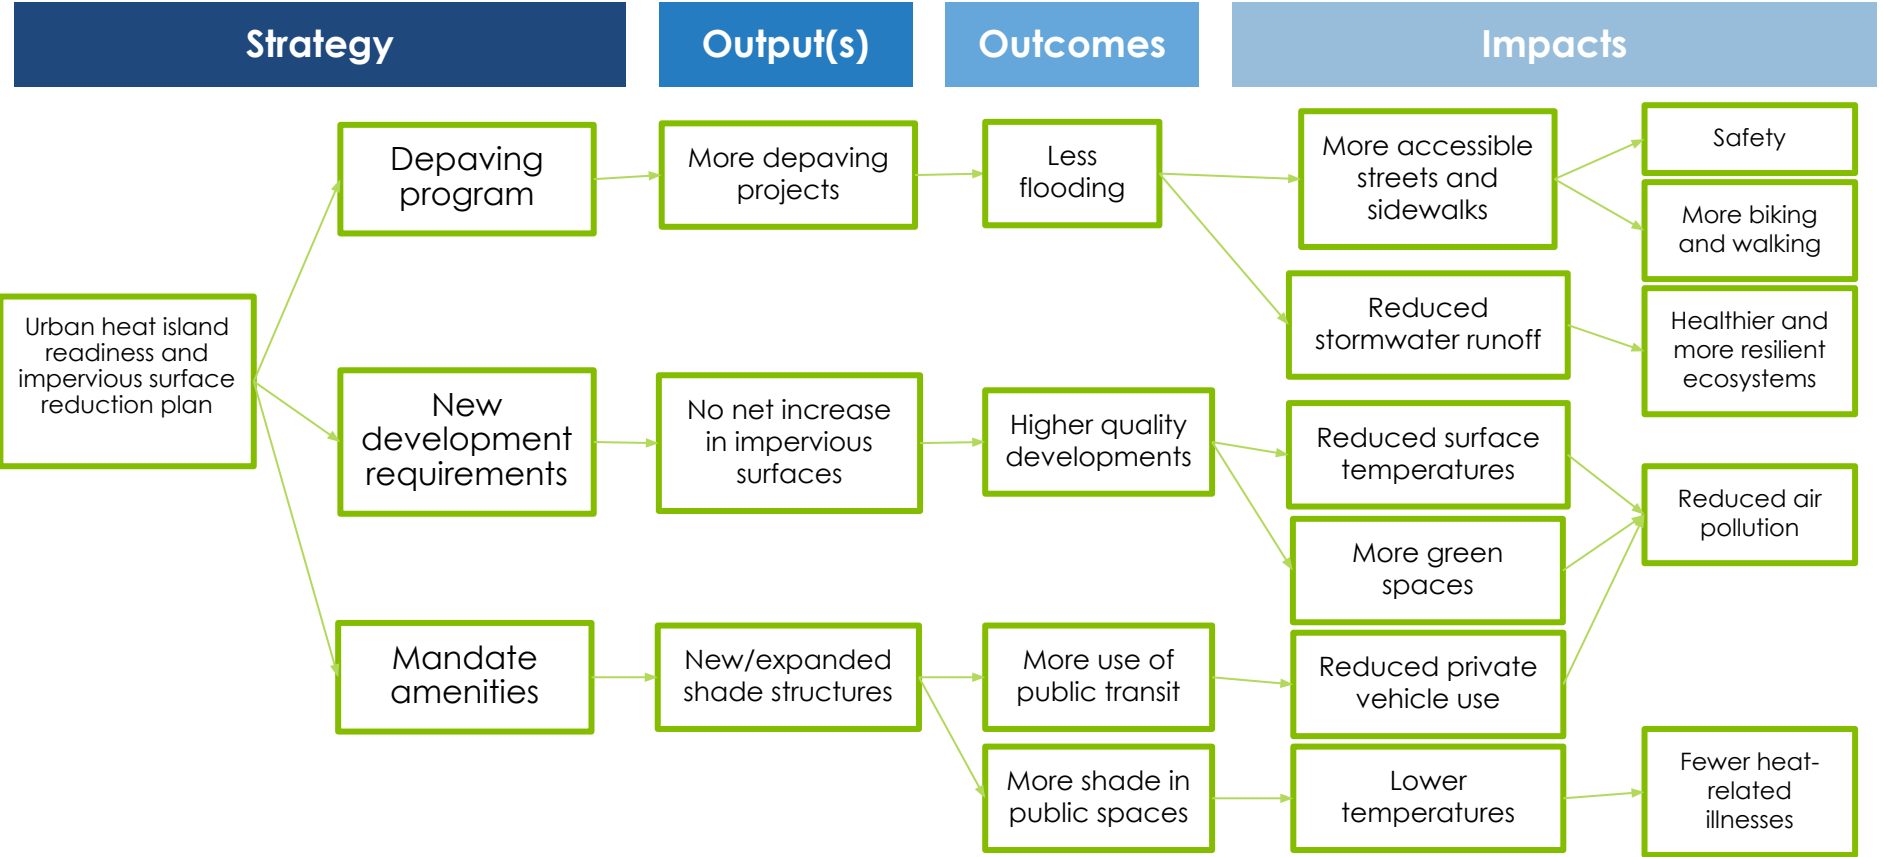 Strategy
Output(s)
Outcomes
Impacts
Urban heat island
readiness and
impervious surface
reduction plan
Depaving
program
More depaving
projects
Less
flooding
More accessible
streets and
sidewalks
Safety
More biking
and walking
Reduced
stormwater runoff
Healthier and
more resilient
ecosystems
New
development
requirements
No net increase
in impervious
surfaces
Higher quality
developments
Reduced surface
temperatures
More green
spaces
Reduced air
pollution
Mandate
amenities
New/expanded
shade structures
More use of
public transit
Reduced private
vehicle use
More shade in
public spaces
Lower
temperatures
Fewer heat-
related
illnesses